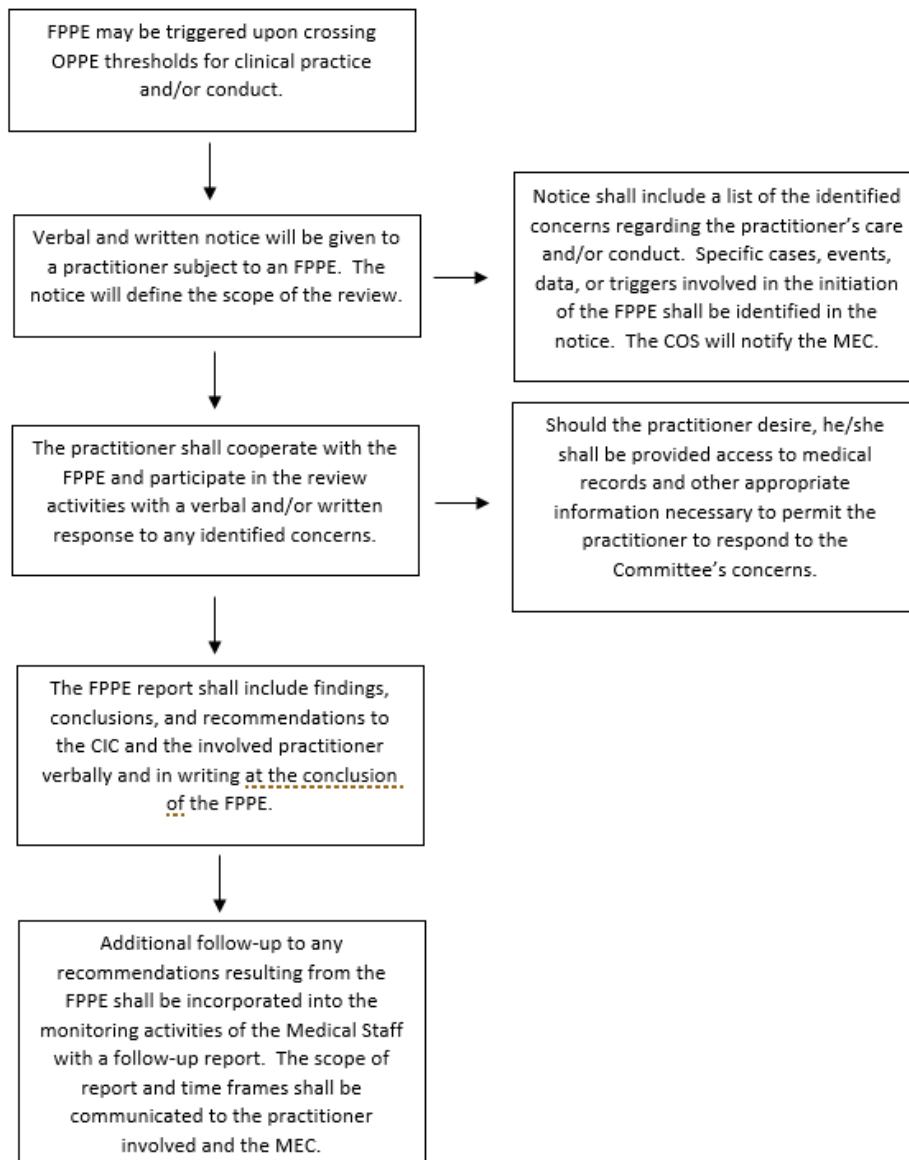 FPPE may be triggered upon crossing
OPPE thresholds for clinical practice
and/or conduct.
Verbal and written notice will be given to
a practitioner subject to an FPPE.  The
notice will define the scope of the review.
Notice shall include a list of the identified
concerns regarding the practitioner’s care
and/or conduct.  Specific cases, events,
data, or triggers involved in the initiation
of the FPPE shall be identified in the
notice.  The COS will notify the MEC.
The practitioner shall cooperate with the
FPPE and participate in the review
activities with a verbal and/or written
response to any identified concerns.
Should the practitioner desire, he/she
shall be provided access to medical
records and other appropriate
information necessary to permit the
practitioner to respond to the
Committee’s concerns.
The FPPE report shall include findings,
conclusions, and recommendations to
the CIC and the involved practitioner
verbally and in writing at the conclusion
of the FPPE.
Additional follow-up to any
recommendations resulting from the
FPPE shall be incorporated into the
monitoring activities of the Medical Staff
with a follow-up report.  The scope of
report and time frames shall be
communicated to the practitioner
involved and the MEC.